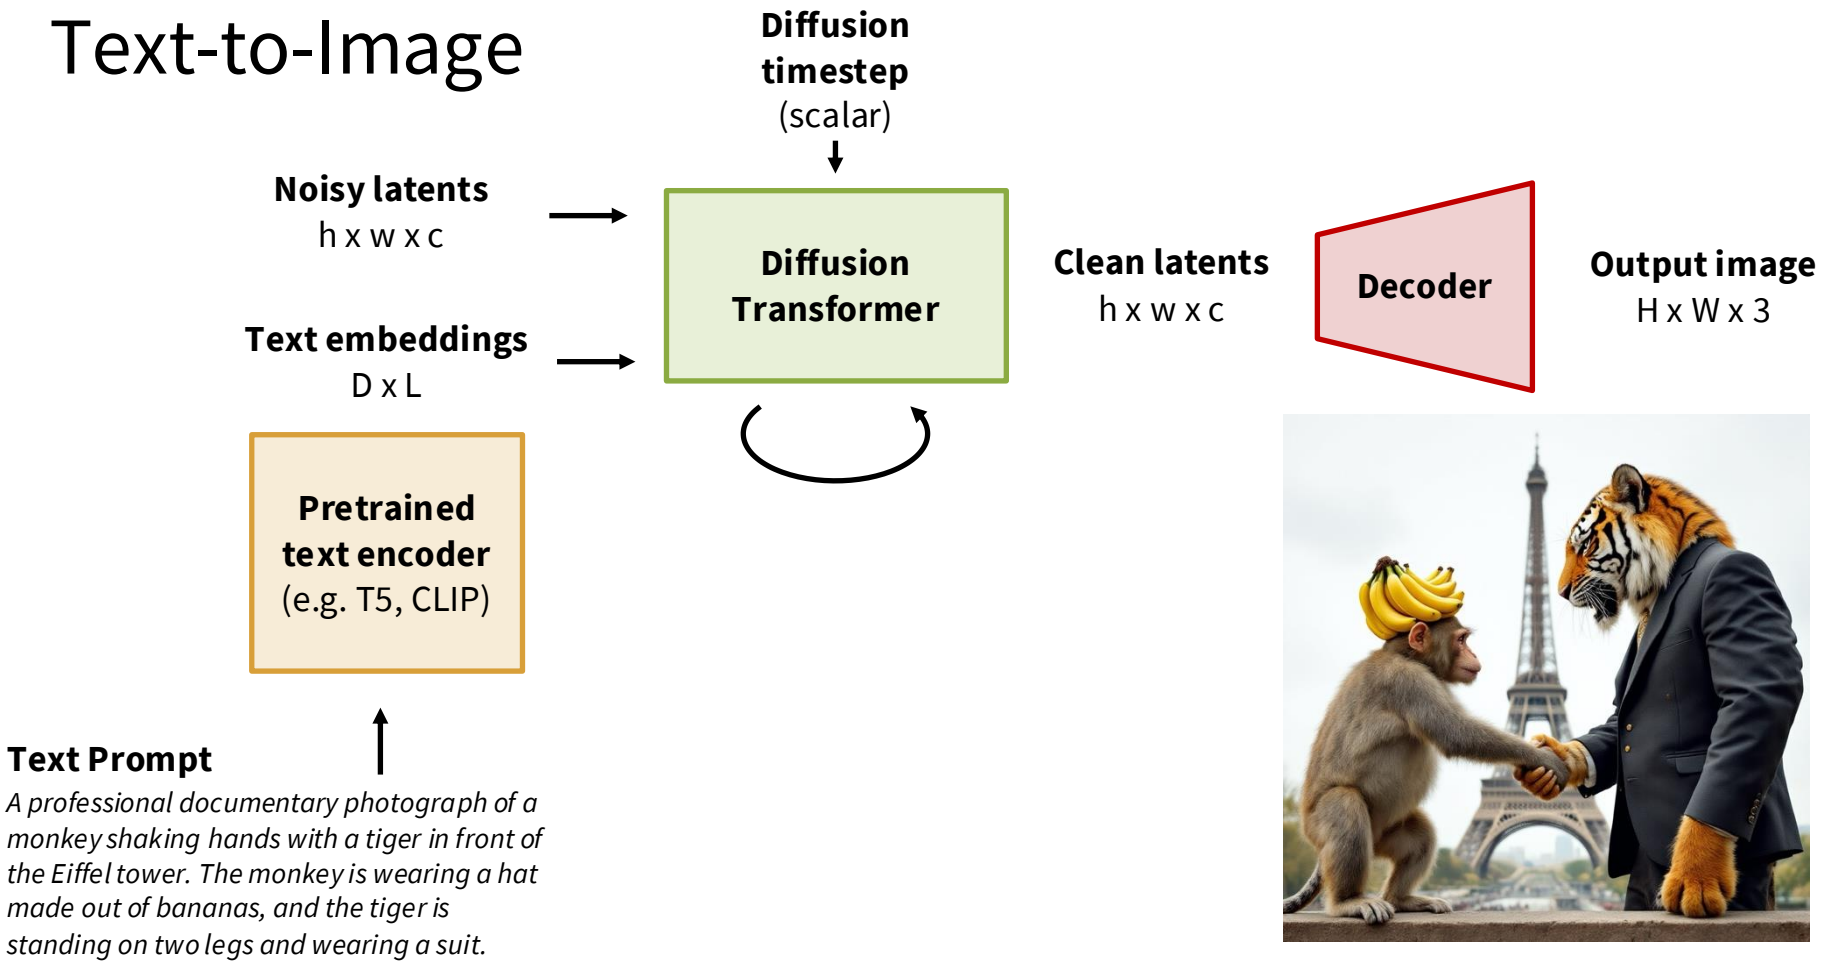 Text-to-Image
Diffusion
timestep
(scalar)
Noisy latents
h x w x c
Text embeddings
D x L
Diffusion
Transformer
Clean latents
h x w x c
Decoder
Output image
H x W x 3
Pretrained
text encoder
(e.g. T5, CLIP)
Text Prompt
A professional documentary photograph of a
monkey shaking hands with a tiger in front of
the Eiffel tower. The monkey is wearing a hat
made out of bananas, and the tiger is
standing on two legs and wearing a suit.